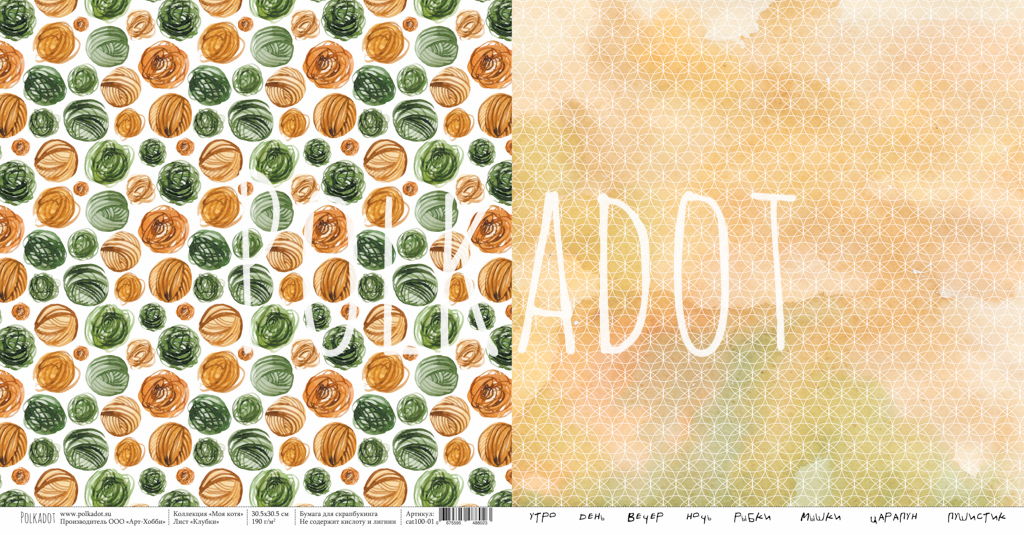 POLKADOT
POLKADOT
www.polkadot.su
Производитель ООО «Арт-Хобби»
Коллекция «Моя котя»
Лист «Клубки»
30.5х30.5 см
190 г/м²
Бумага для скрапбукинга
Не содержит кислоту и лигнин
Артикул:
cat100-01
УТРО ДЕНЬ ВЕЧЕР НОЧЬ РЫБКИ МЫШКИ ЦАРАПУН ПУШИСТИК